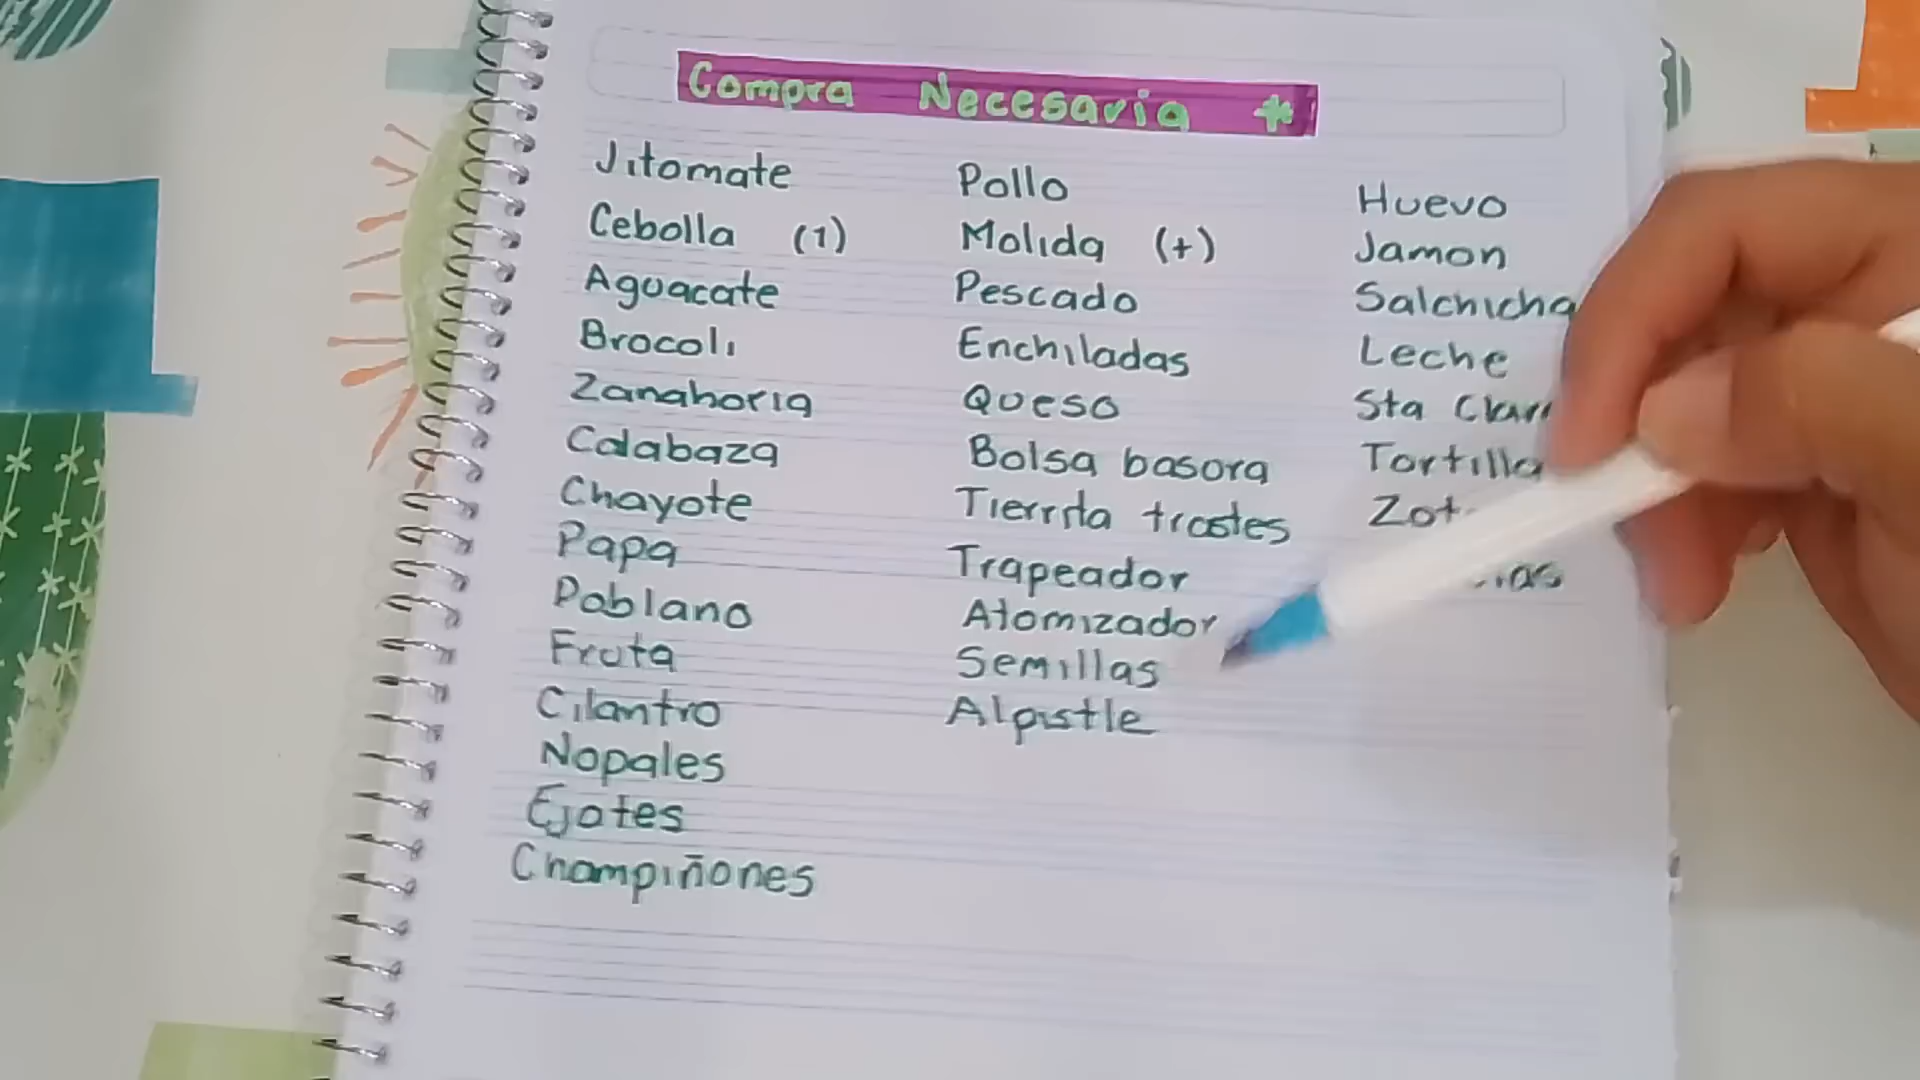 Compra Necesaria *
Jitomate
Cebolla (1)
Aguacate
Brocoli
Zanahoria
Calabaza
Chayote
Papa
Poblano
Fruta
Cilantro
Nopales
Ejotes
Champiñones
Pollo
Molida (+)
Pescado
Enchiladas
Queso
Bolsa basora
Tierrita trastes
Trapeador
Atomizador
Semillas
Alpistle
Huevo
Jamon
Salchicha
Leche
Sta
Tortilla